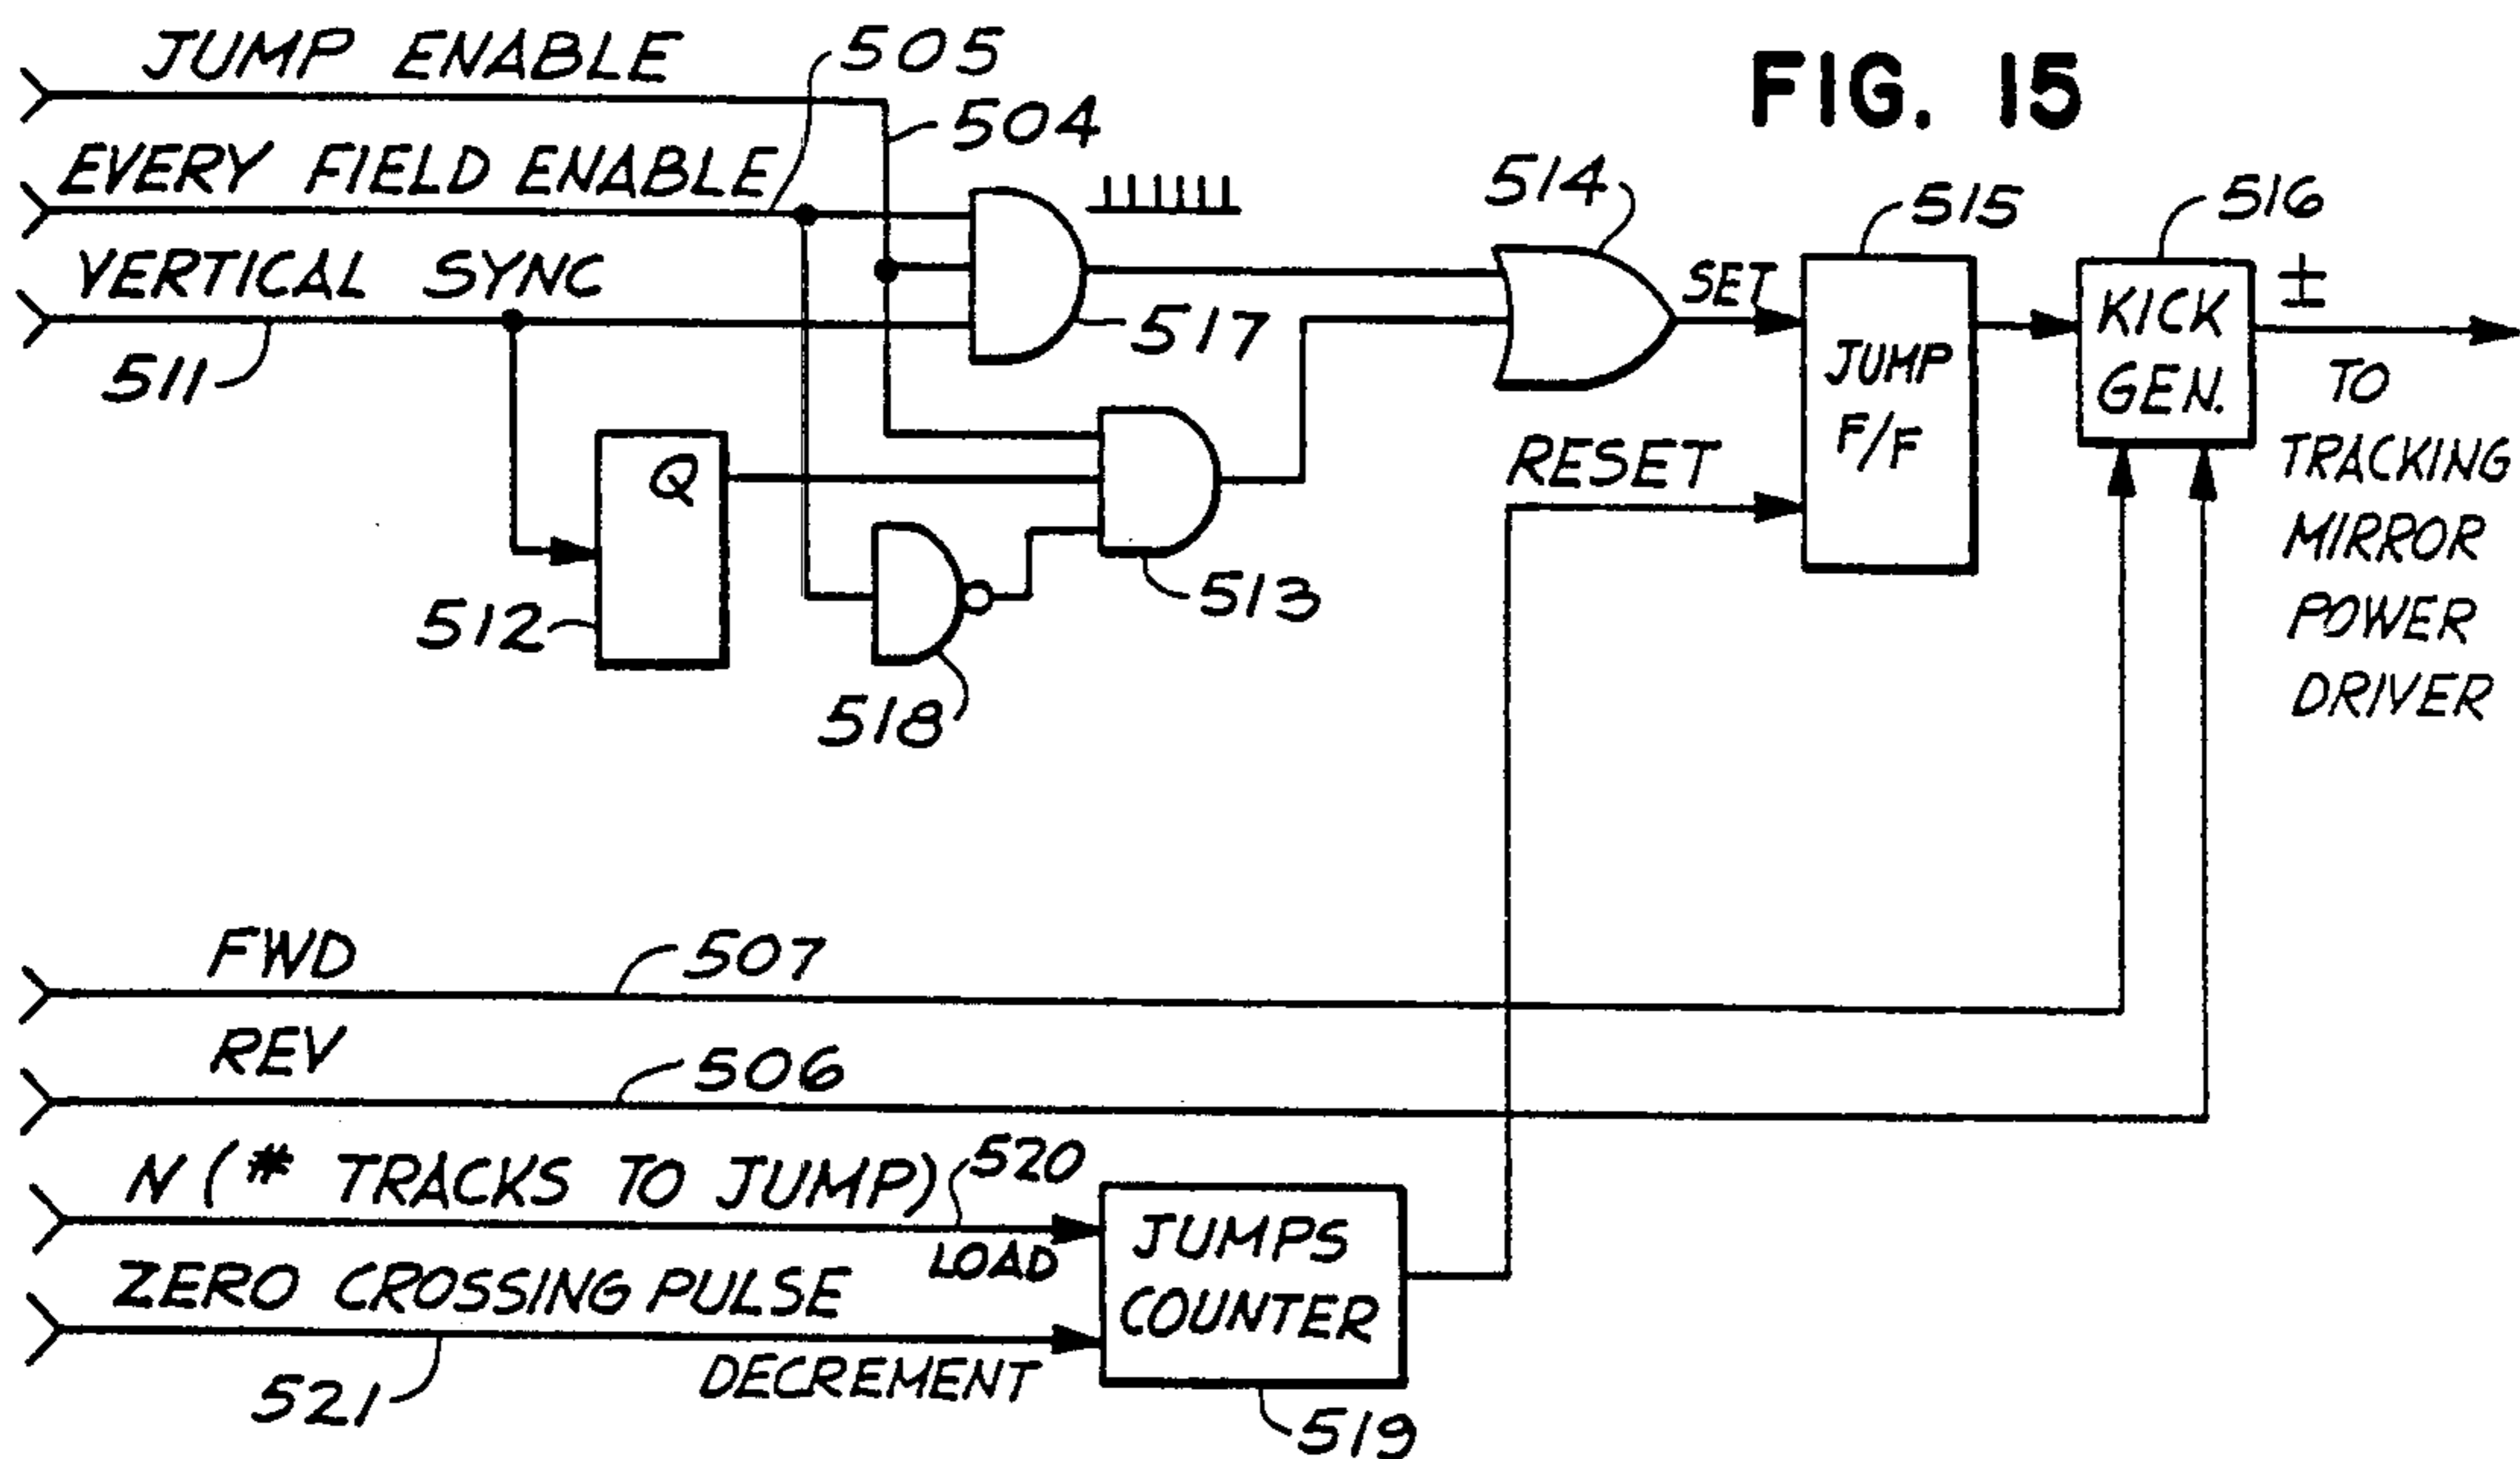 JUMP ENABLE
505
FIG. 15
504
EVERY FIELD ENABLE
514
515
516
VERTICAL SYNC
SET
KICK
GEN.
±
511
517
JUMP
F/F
TO
TRACKING
MIRROR
POWER
DRIVER
Q
RESET
512
513
518
FWD
507
REV
506
N (# TRACKS TO JUMP)
520
LOAD
JUMPS
COUNTER
ZERO CROSSING PULSE
DECREMENT
521
519